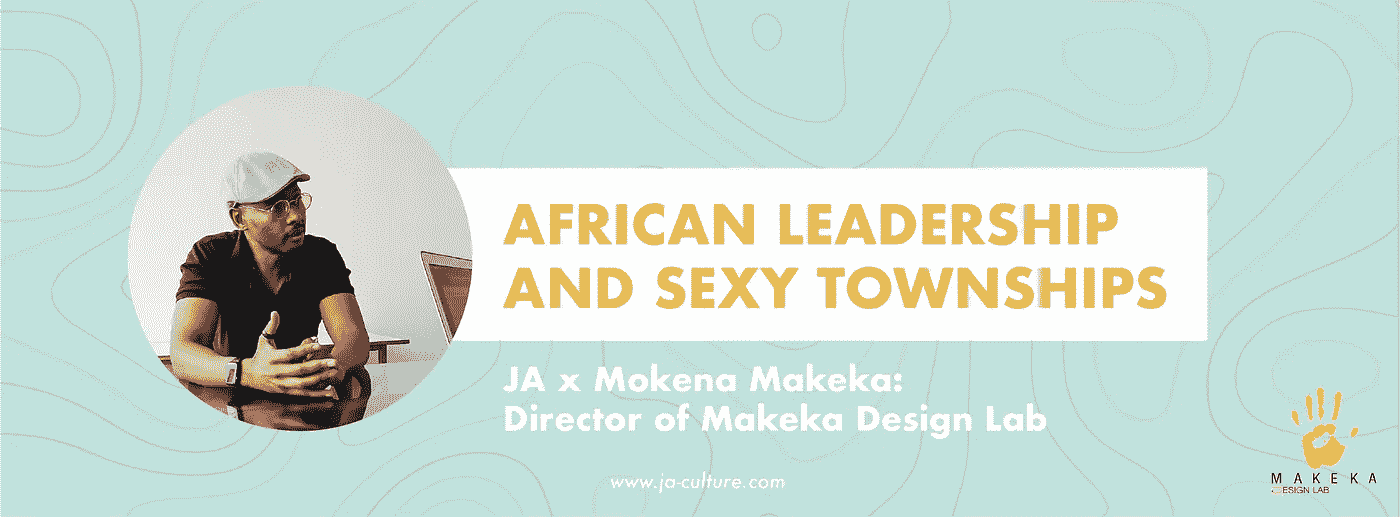 AFRICAN LEADERSHIP
AND SEXY TOWNSHIPS
JA x Mokena Makeka:
Director of Makeka Design Lab
www.ja-culture.com
MAKEKA
DESIGN LAB